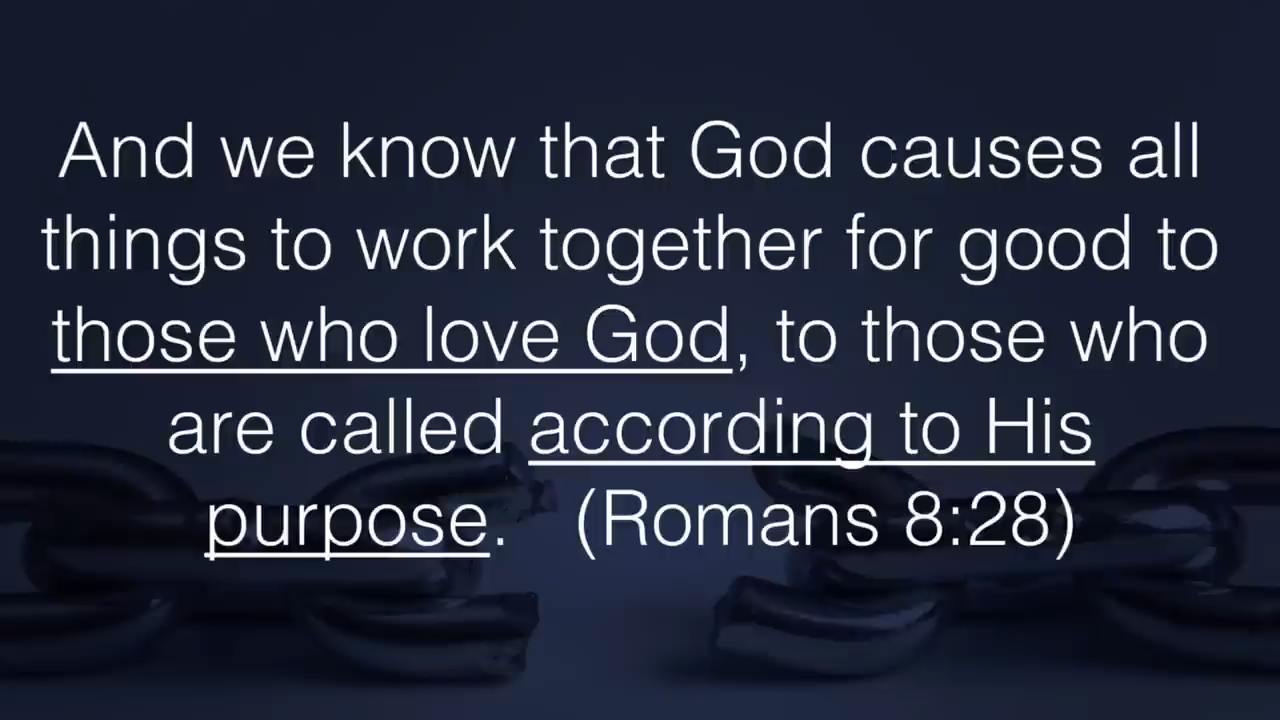 And we know that God causes all
things to work together for good to
those who love God, to those who
are called according to His
purpose. (Romans 8:28)